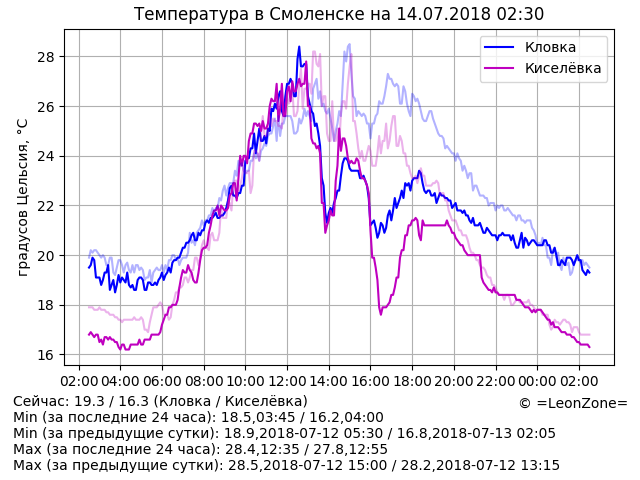 Температура в Смоленске на 14.07.2018 02:30
Кловка
Киселёвка
градусов Цельсия, °C
28
26
24
22
20
18
16
02:00 04:00 06:00 08:00 10:00 12:00 14:00 16:00 18:00 20:00 22:00 00:00 02:00
Сейчас: 19.3 / 16.3 (Кловка / Киселёвка)
© =LeonZone=
Min (за последние 24 часа): 18.5,03:45 / 16.2,04:00
Min (за предыдущие сутки): 18.9,2018-07-12 05:30 / 16.8,2018-07-13 02:05
Max (за последние 24 часа): 28.4,12:35 / 27.8,12:55
Max (за предыдущие сутки): 28.5,2018-07-12 15:00 / 28.2,2018-07-12 13:15